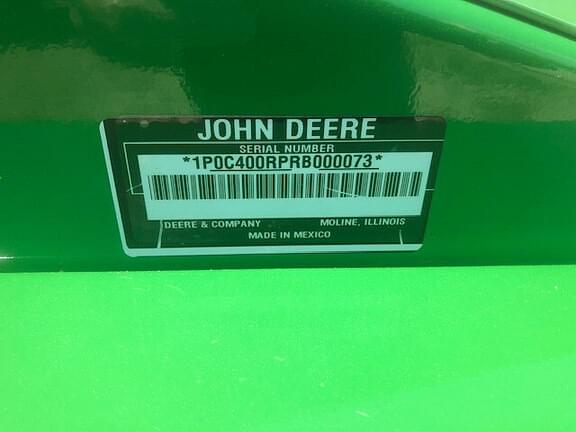 JOHN DEERE
SERIAL NUMBER
*1P0C400RPRB000073*
DEERE & COMPANY MOLINE, ILLINOIS
MADE IN MEXICO